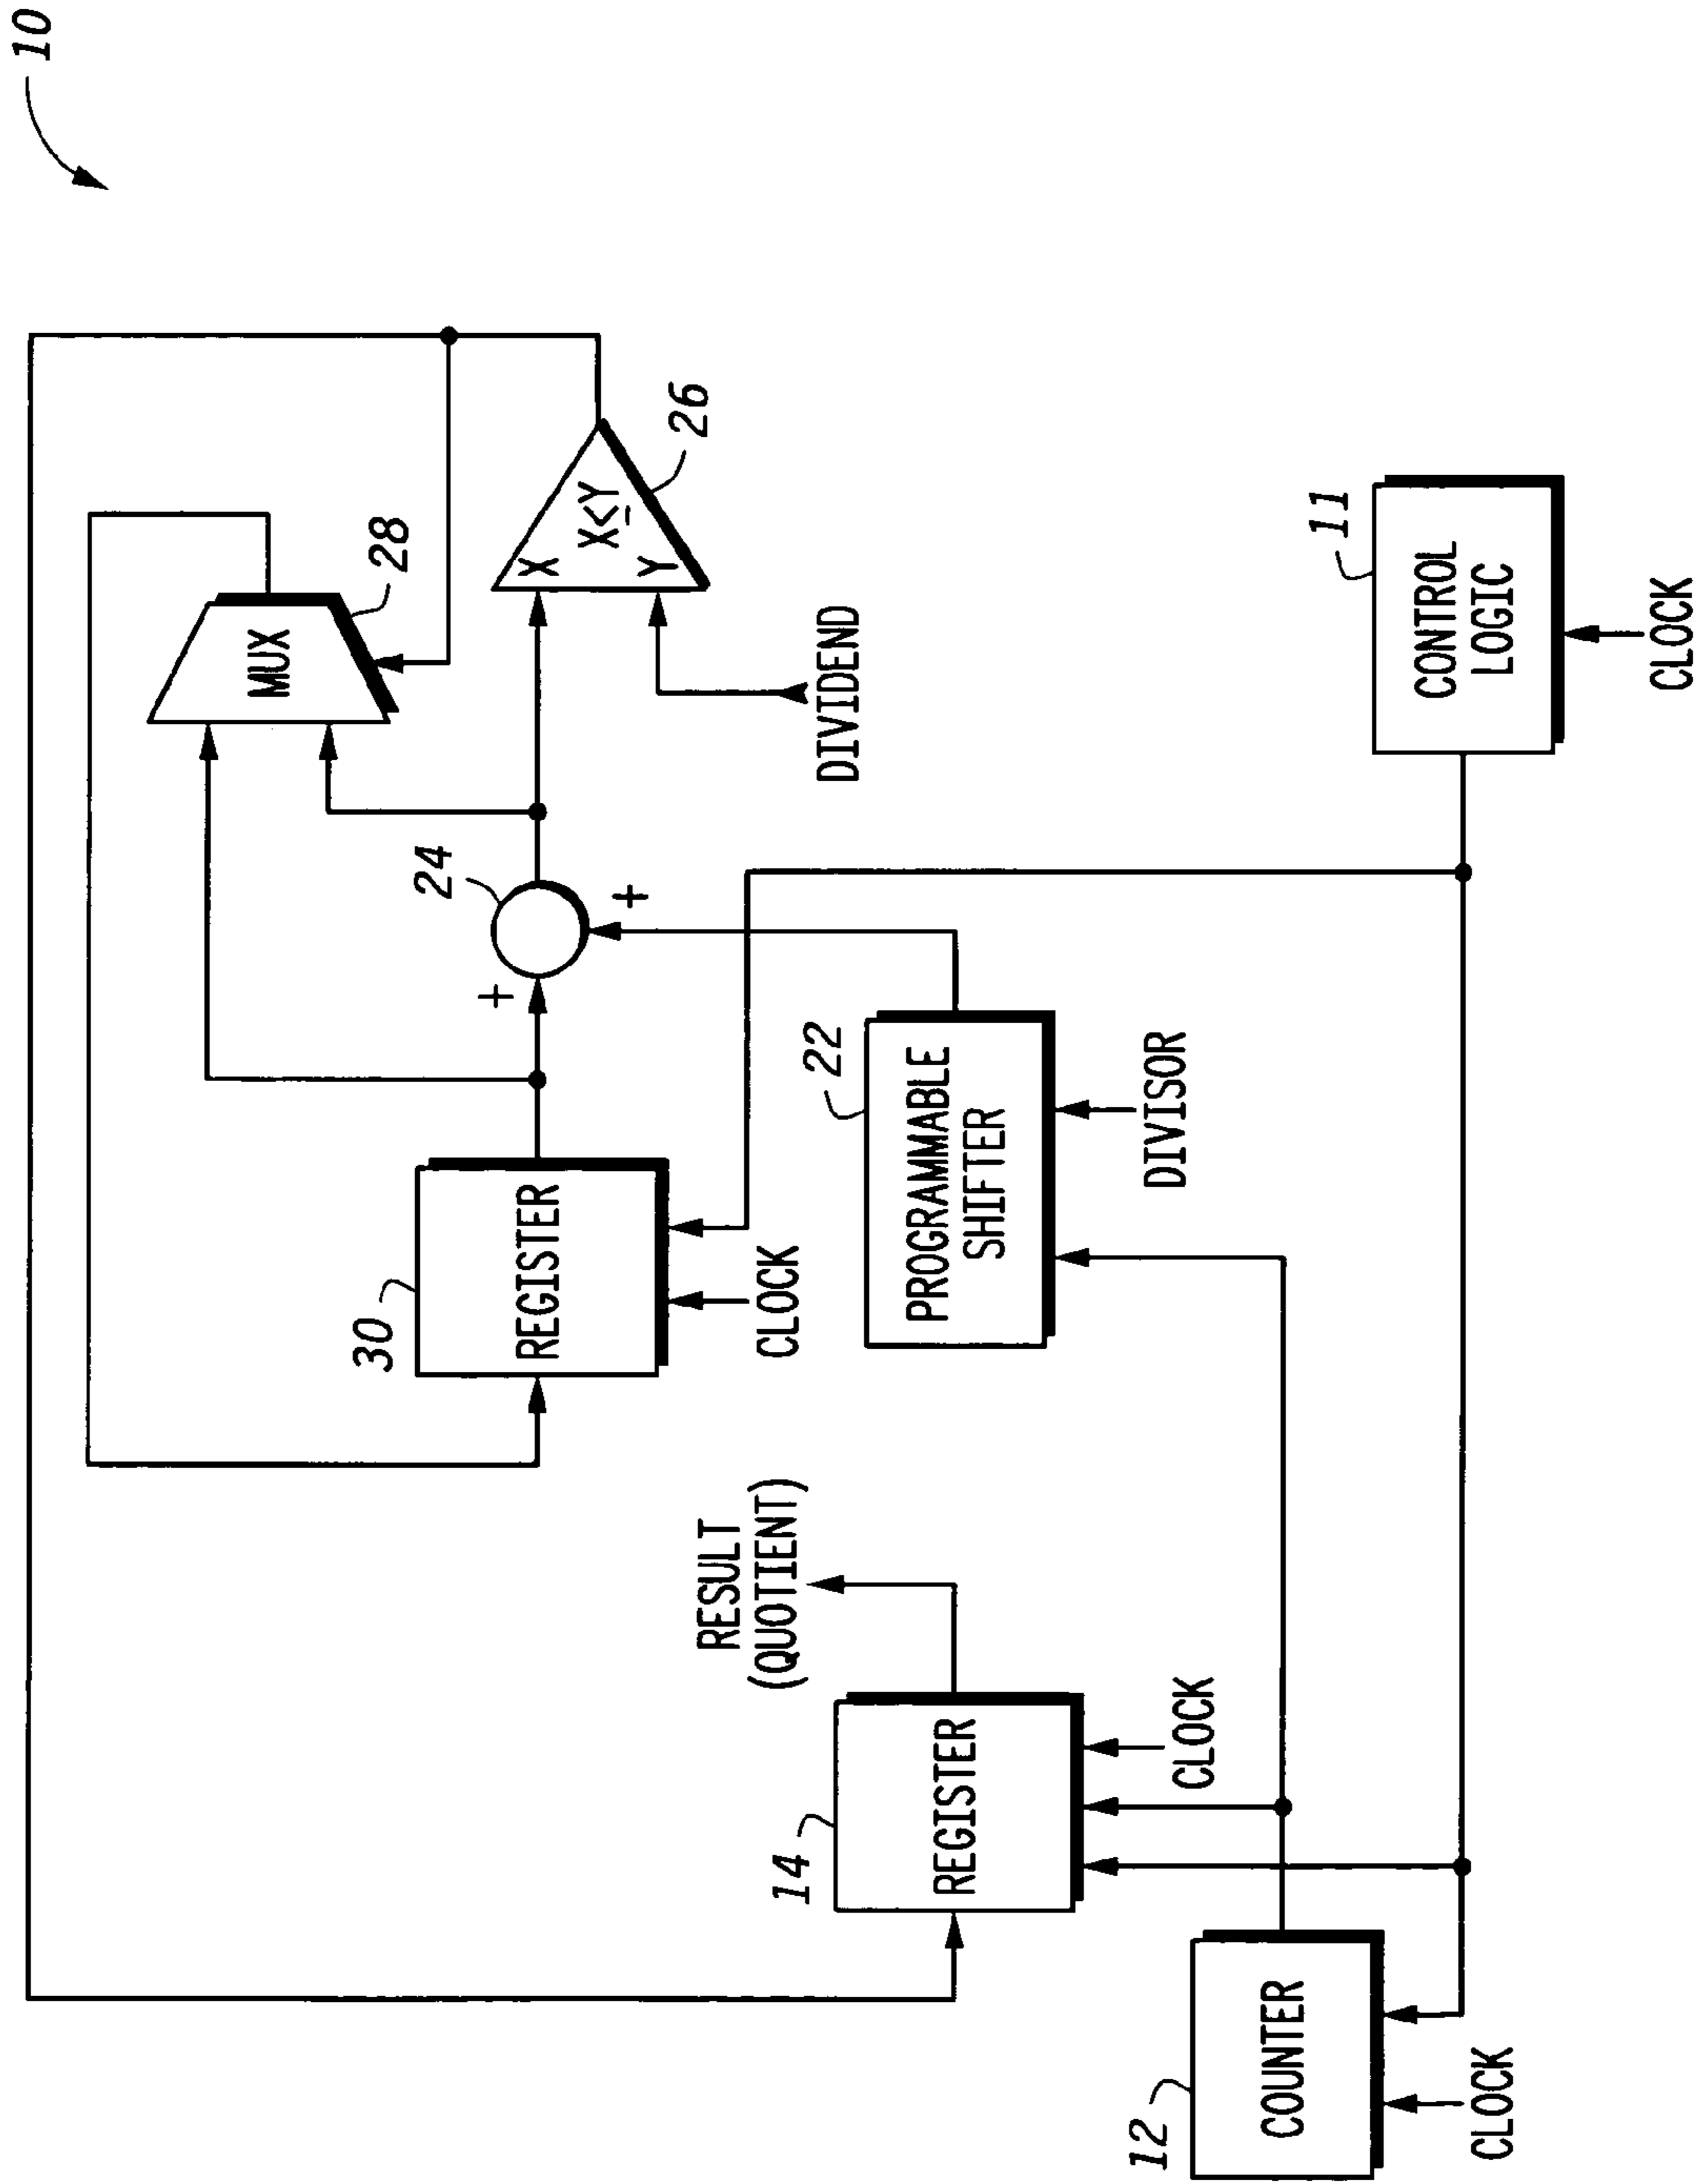 10
MUX
28
X
X≤Y
Y
26
24
+
+
DIVIDEND
30
REGISTER
CLOCK
22
PROGRAMMABLE
SHIFTER
DIVISOR
RESULT
(QUOTIENT)
14
REGISTER
CLOCK
11
CONTROL
LOGIC
CLOCK
12
COUNTER
CLOCK